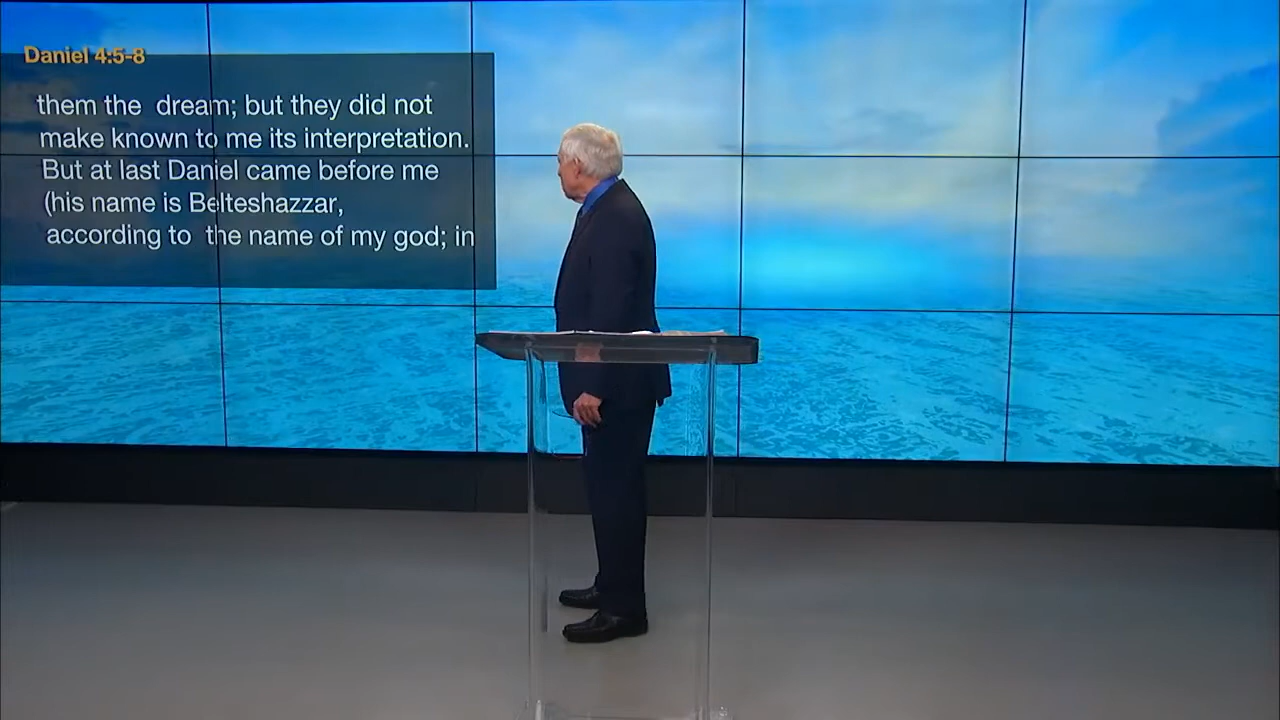 Daniel 4:5-8
them the dream; but they did not
make known to me its interpretation.
But at last Daniel came before me
(his name is Belteshazzar,
according to the name of my god; in